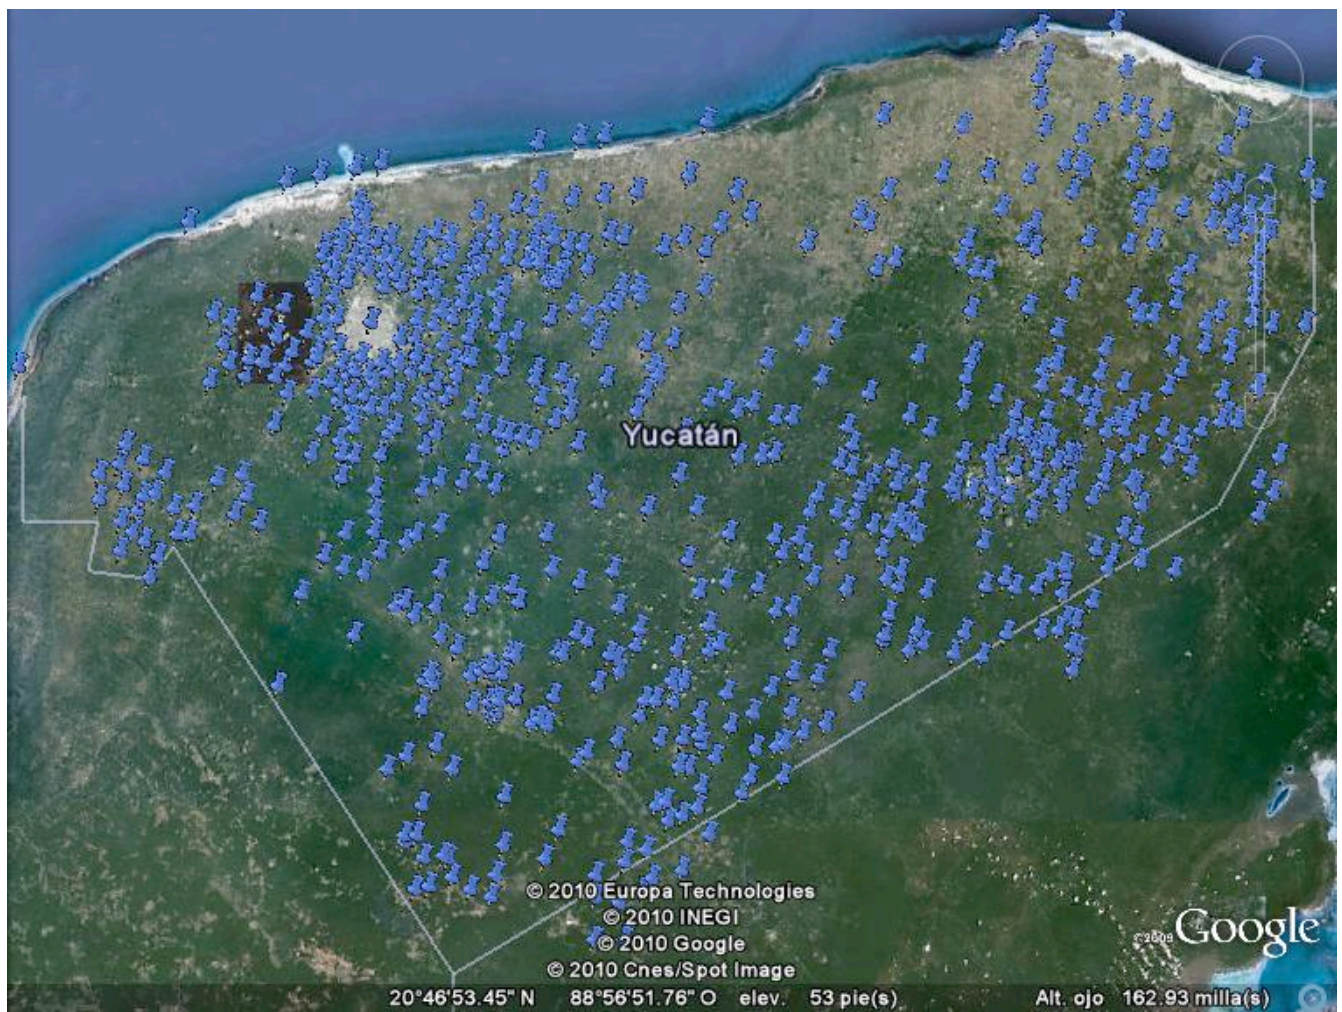 Yucatán
© 2010 Europa Technologies
© 2010 INEGI
© 2010 Google
© 2010 Cnes/Spot Image
©2009 Google
20°46'53.45" N 88°56'51.76" O elev. 53 pie(s) Alt. ojo 162.93 milla(s)